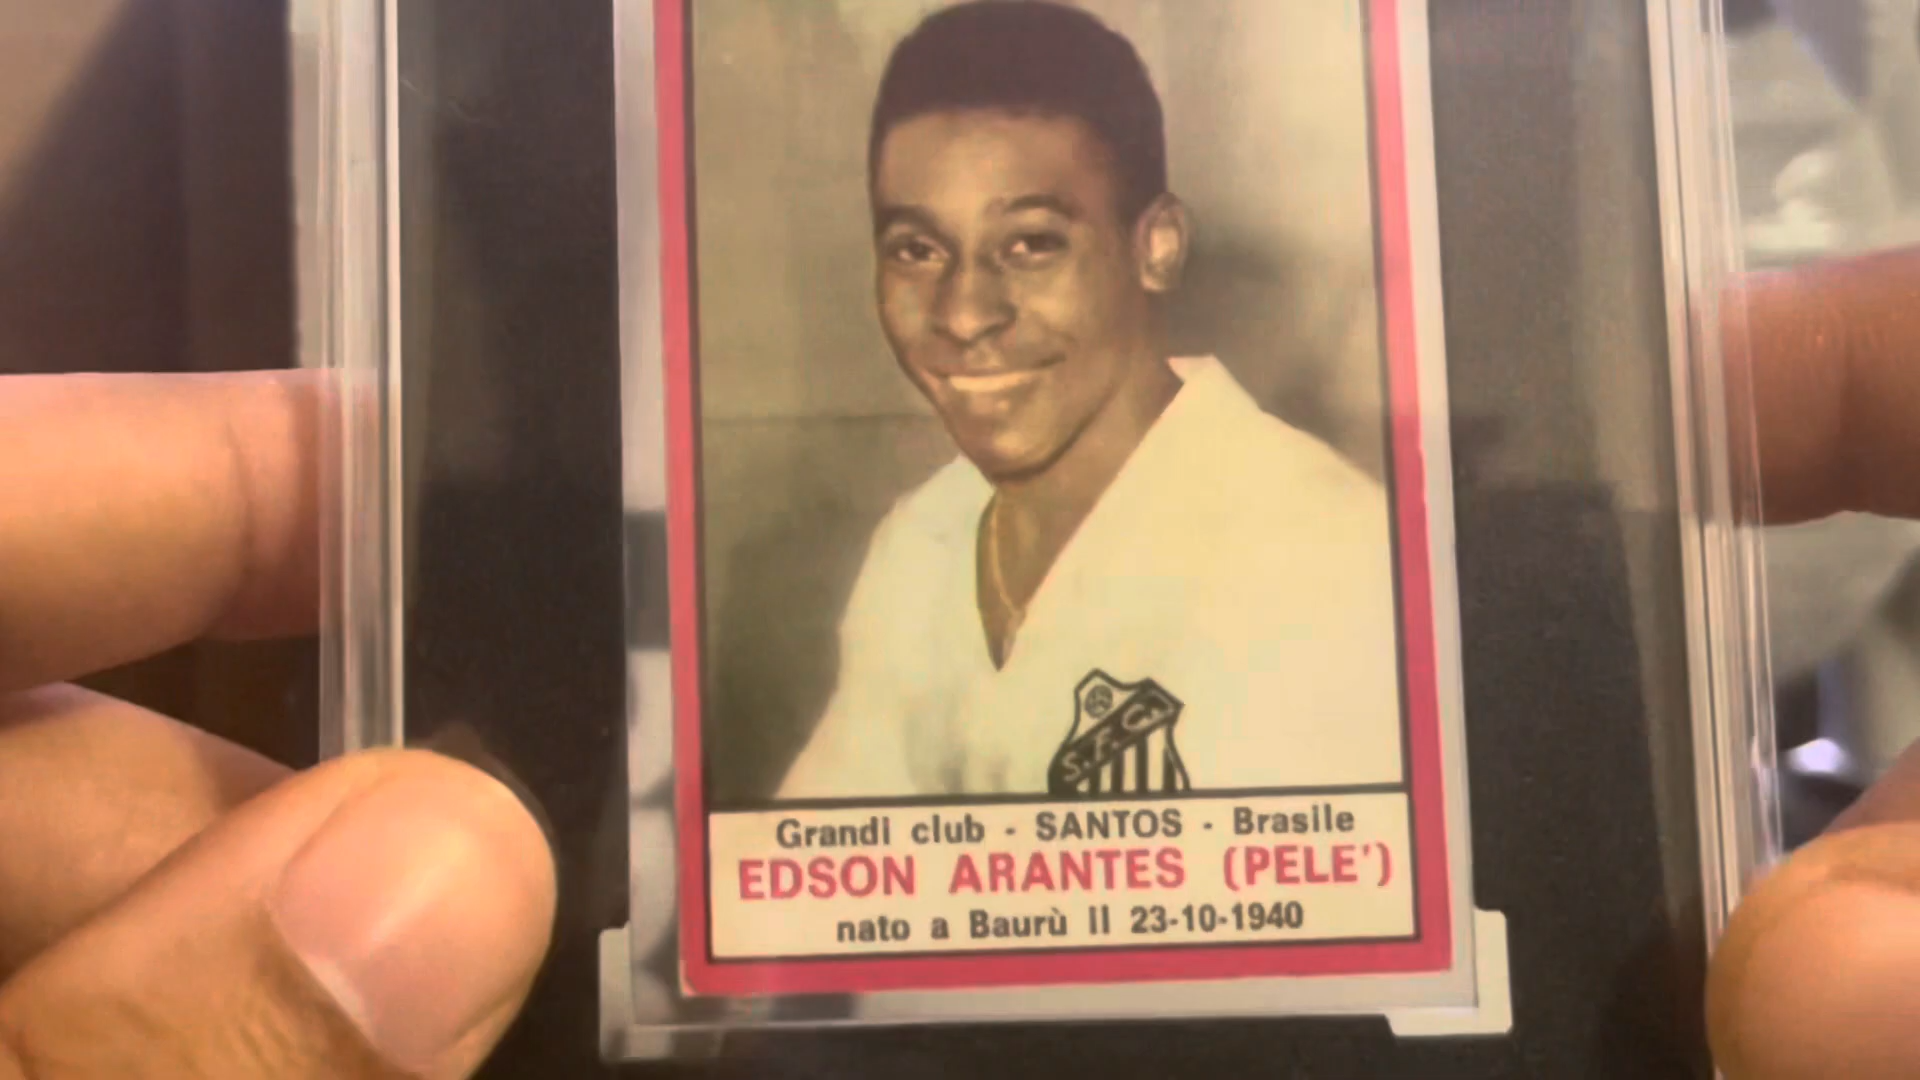 S.F.C.
Grandi club - SANTOS - Brasile
EDSON ARANTES (PELE')
nato a Baurù il 23-10-1940